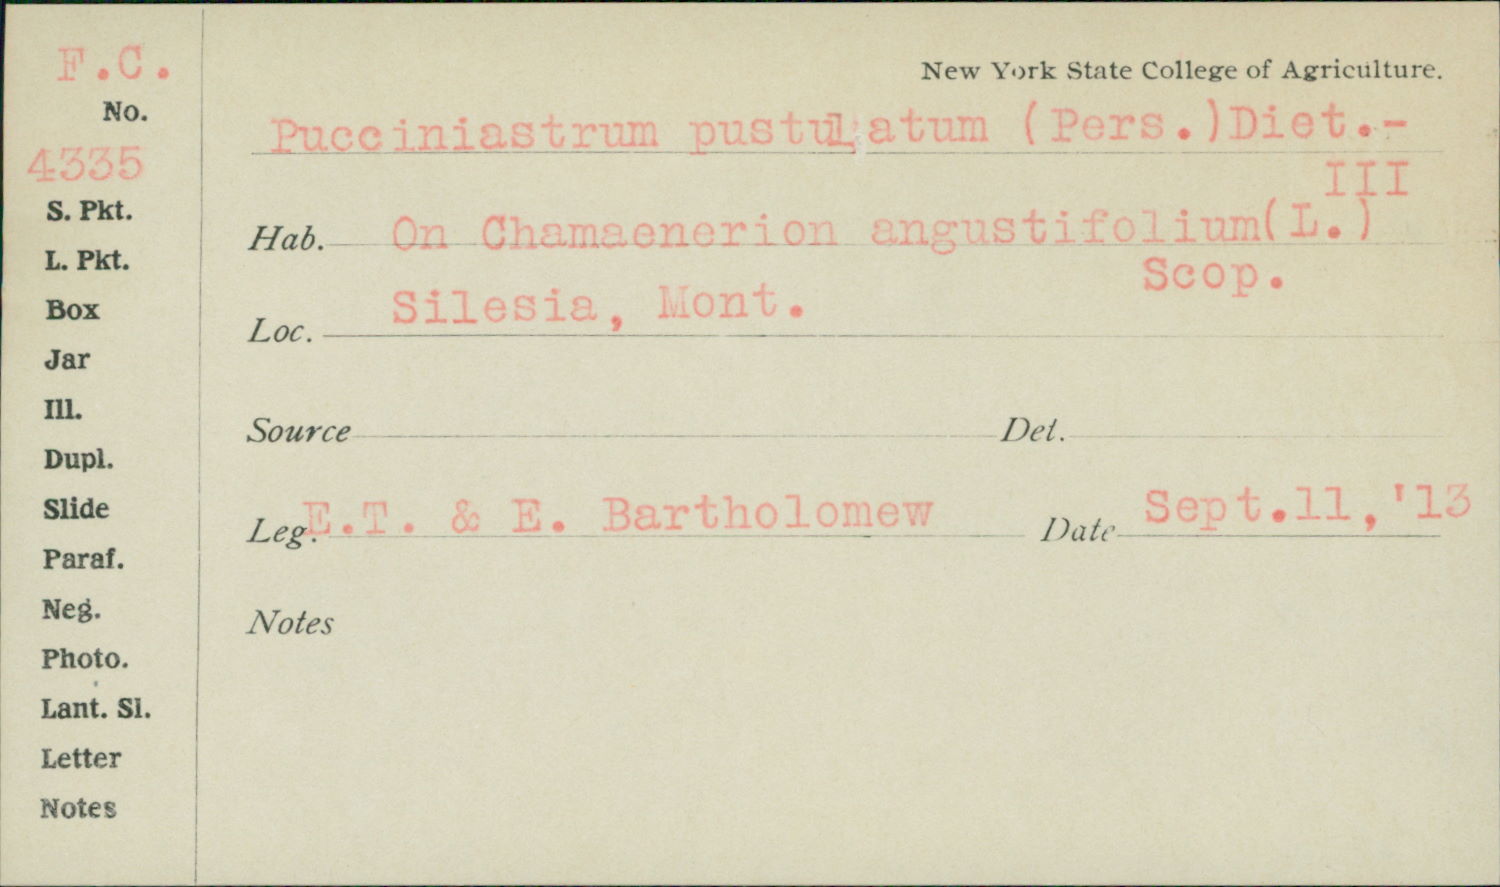 F.C.
New York State College of Agriculture.
No.
Pucciniastrum pustulatum (Pers.)Diet.-
4335
III
S. Pkt.
Hab. On Chamaenerion angustifolium(L.)
L. Pkt.
Scop.
Box
Loc. Silesia, Mont.
Jar
Ill.
Source Det.
Dupl.
Slide
Leg. E.T. & E. Bartholomew Date Sept.11,'13
Paraf.
Neg.
Notes
Photo.
Lant. Sl.
Letter
Notes